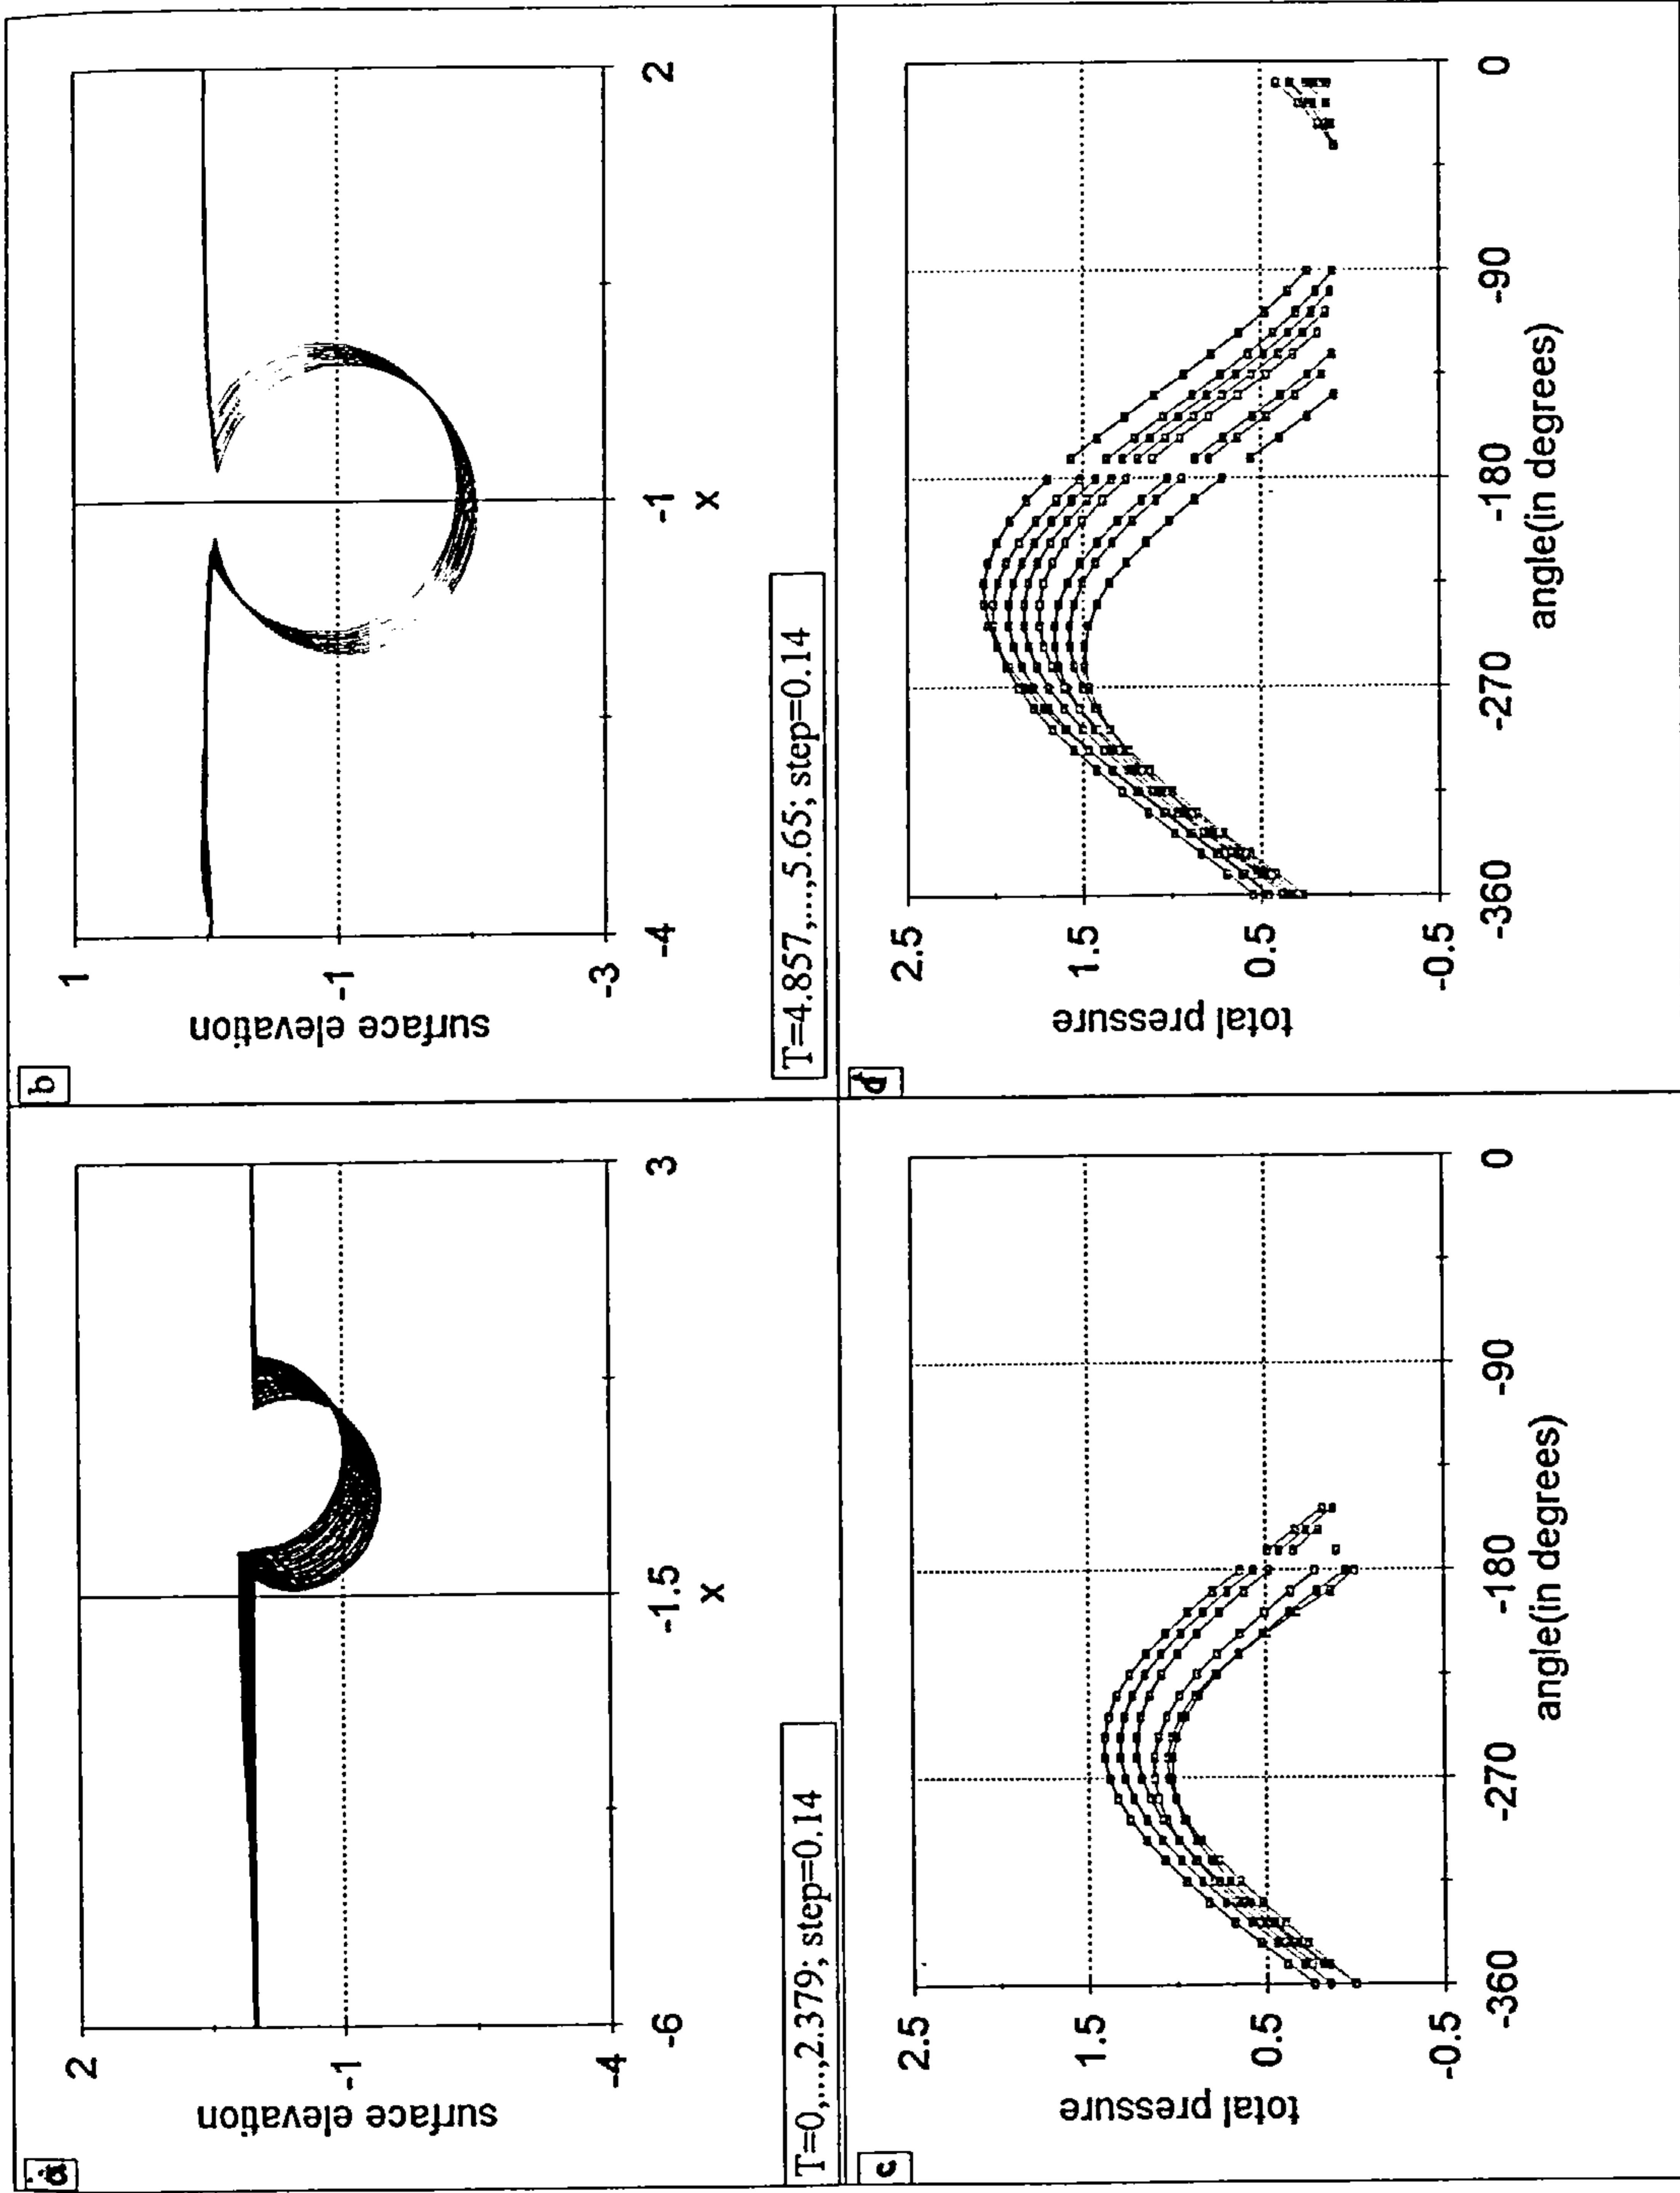 a
surface elevation
2
-1
-4
-6
-1.5
3
x
T=0,...,2.379; step=0.14
b
surface elevation
1
-1
-3
-4
-1
2
x
T=4.857,...,5.65; step=0.14
c
total pressure
2.5
1.5
0.5
-0.5
-360
-270
-180
-90
0
angle(in degrees)
d
total pressure
2.5
1.5
0.5
-0.5
-360
-270
-180
-90
0
angle(in degrees)